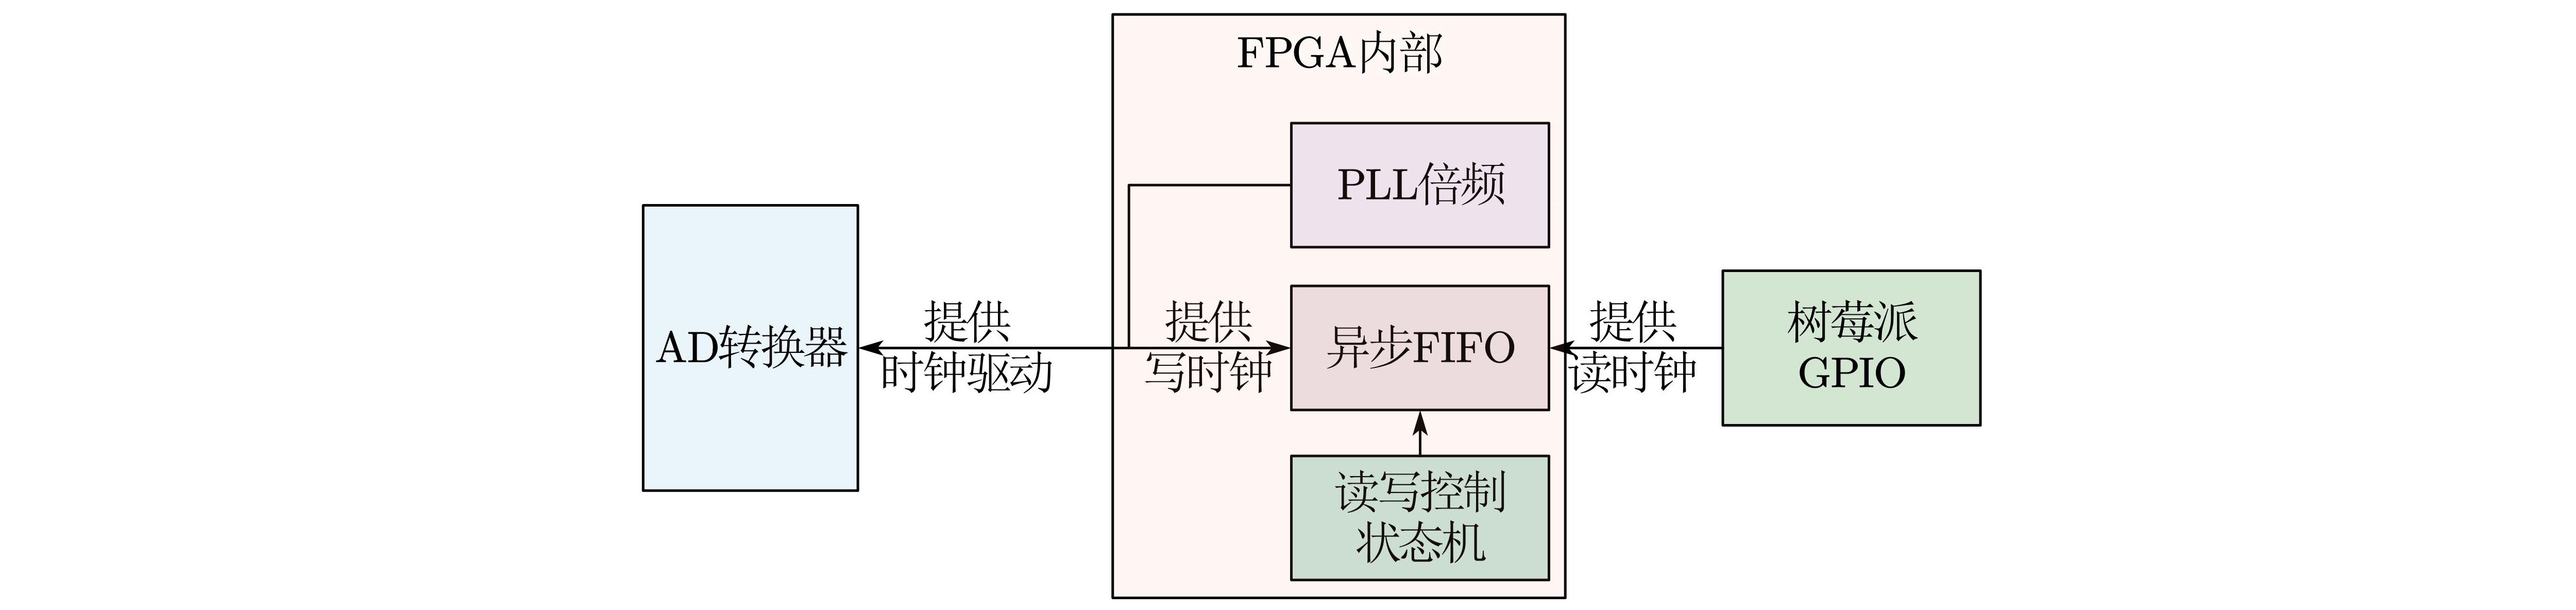 FPGA内部
PLL倍频
AD转换器
提供
时钟驱动
提供
写时钟
异步FIFO
提供
读时钟
树莓派
GPIO
读写控制
状态机